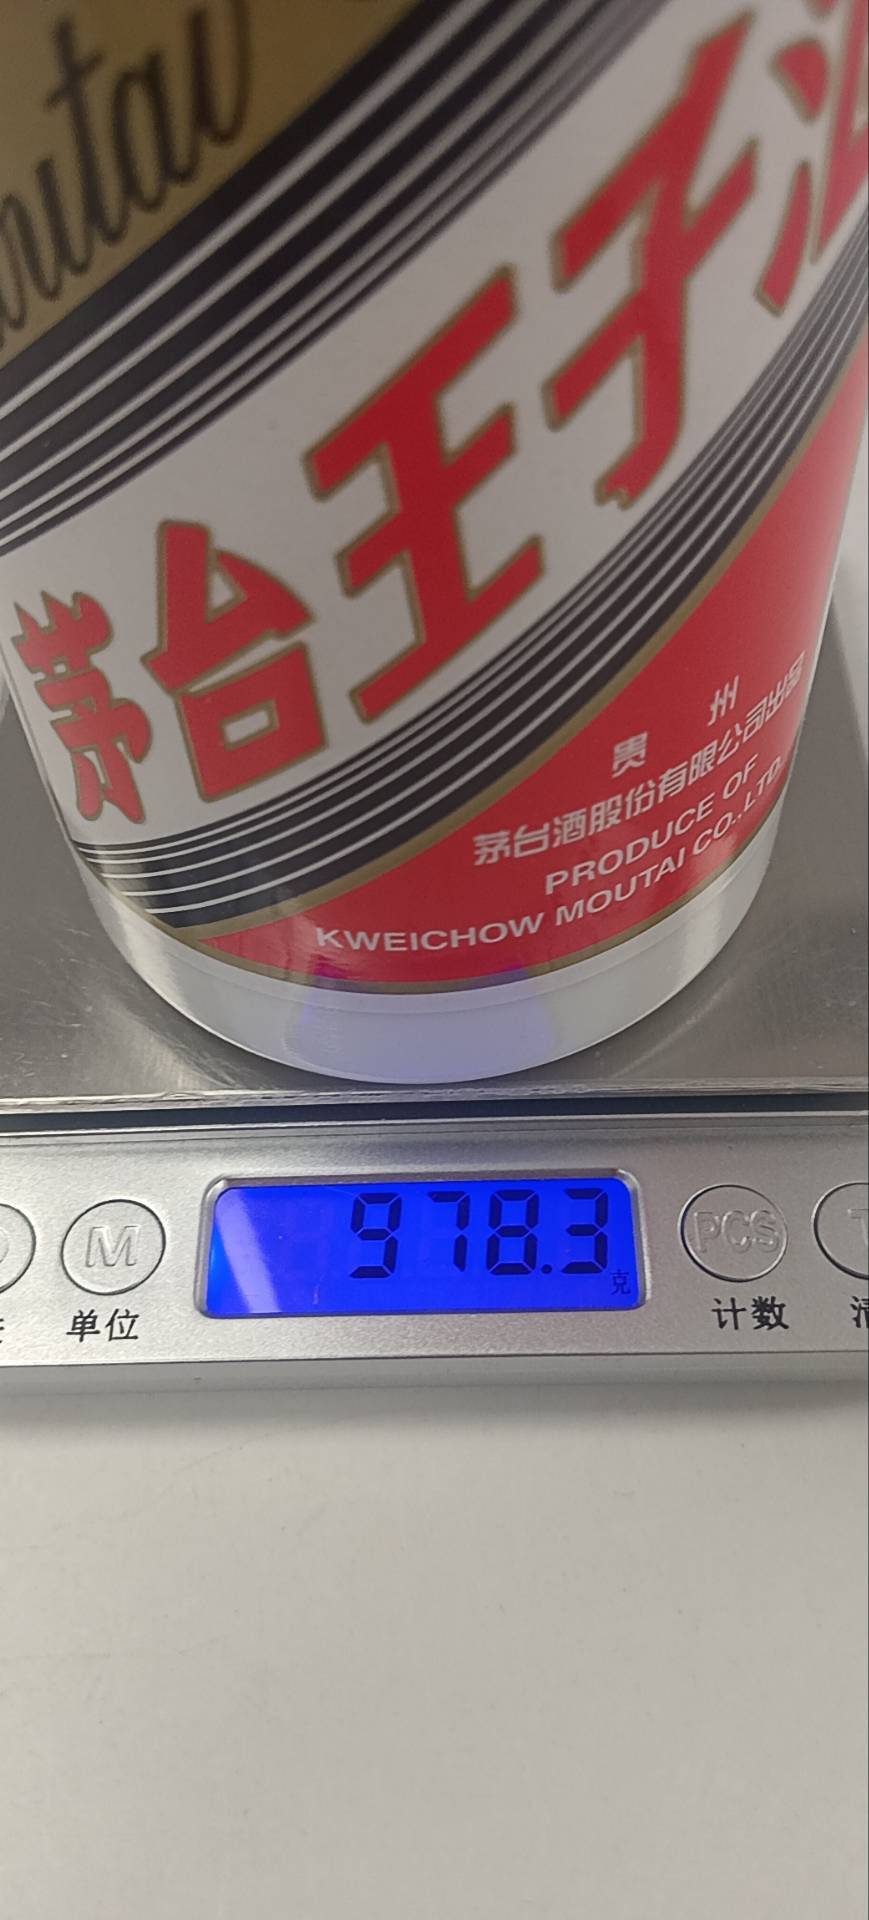 茅台王子酒
贵 州
茅台酒股份有限公司出品
PRODUCE OF
KWEICHOW MOUTAI CO.,LTD.
978.3
克
M
PCS
单位
计数